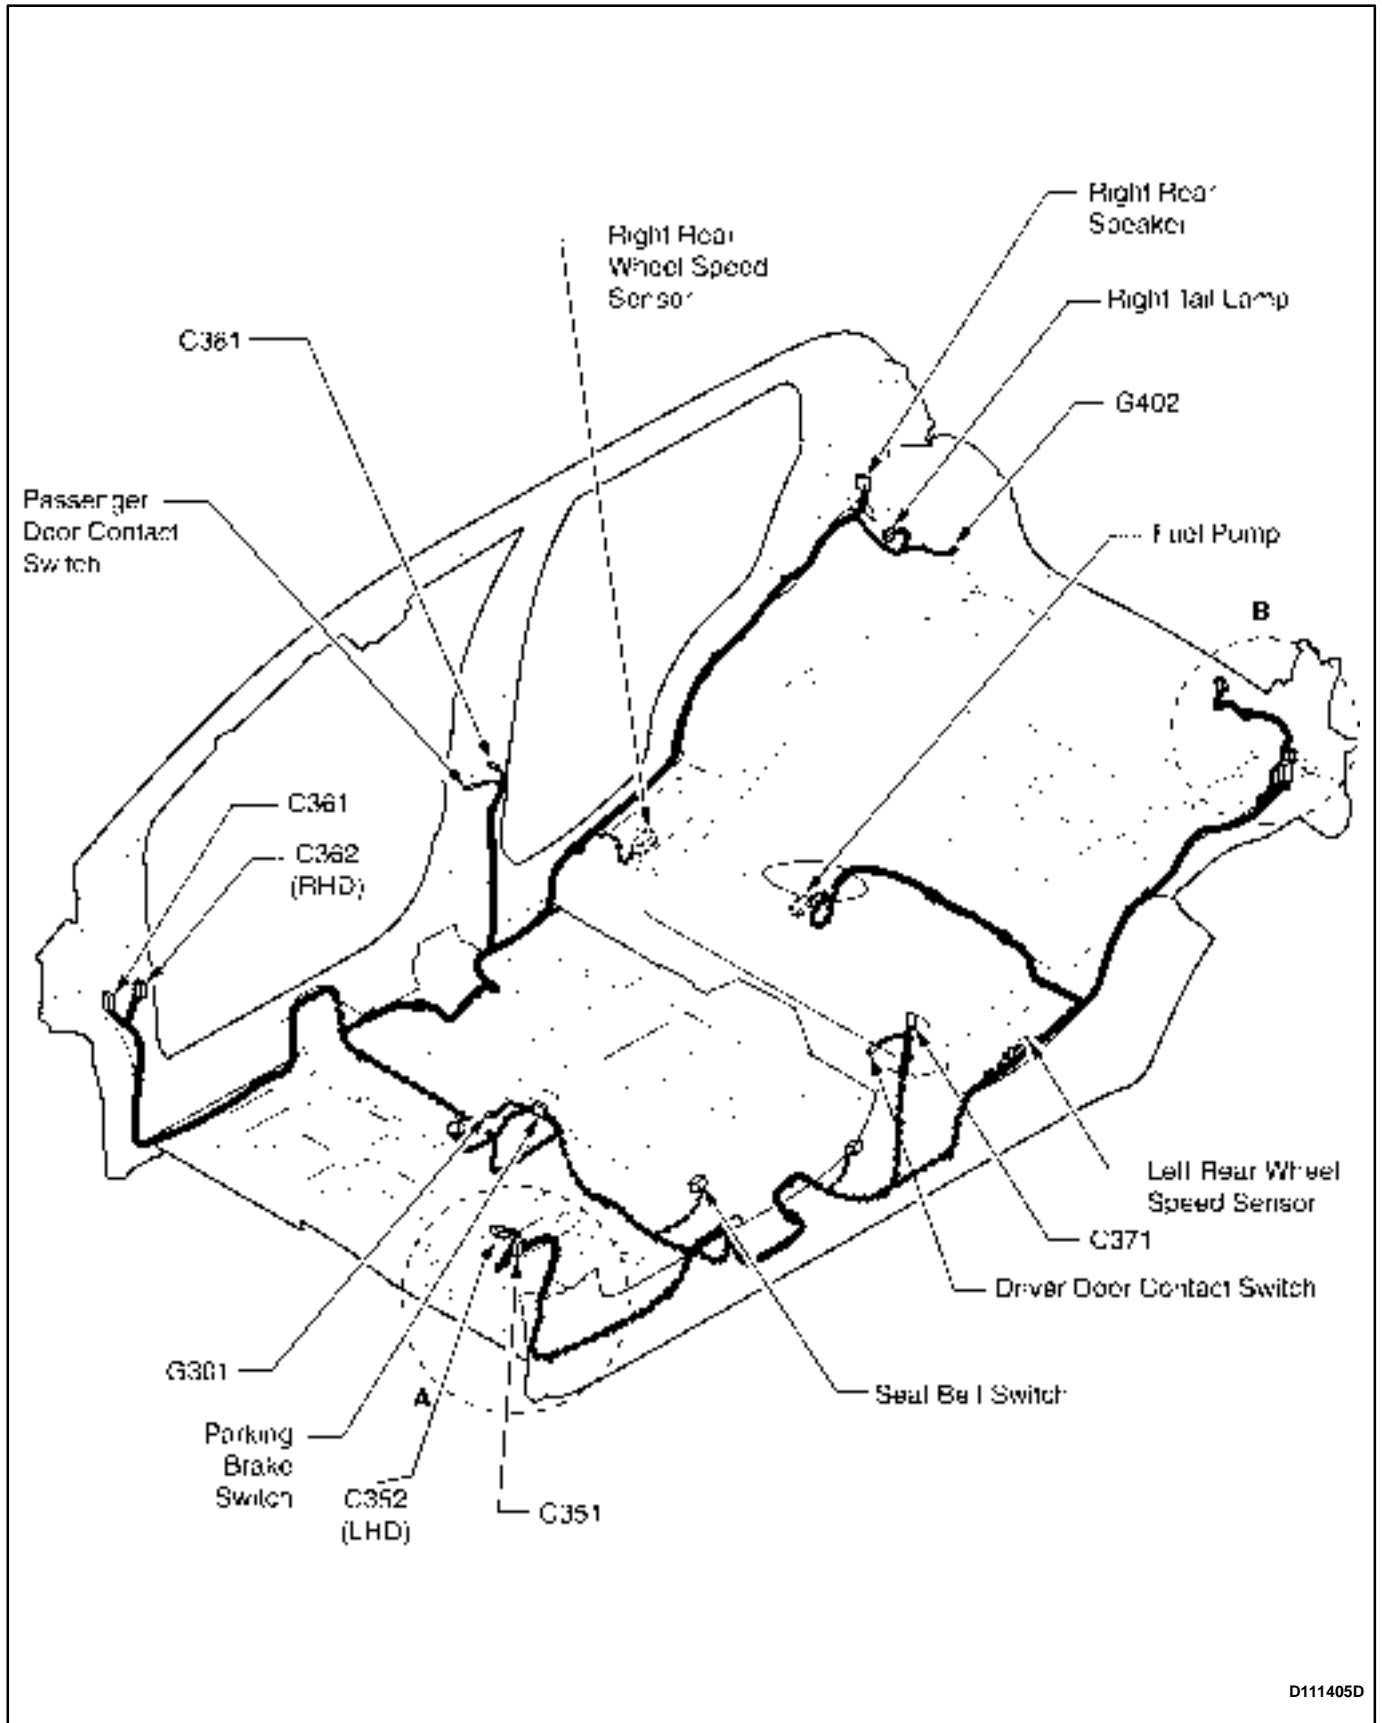 Right Rear
Speaker
Right Rear
Wheel Speed
Sensor
Right Tail Lamp
C381
G402
Passenger
Door Contact
Switch
Fuel Pump
B
C361
C362
(RHD)
Left Rear Wheel
Speed Sensor
C371
Driver Door Contact Switch
G301
A
Seat Belt Switch
Parking
Brake
Switch
C352
(LHD)
C351
D111405D